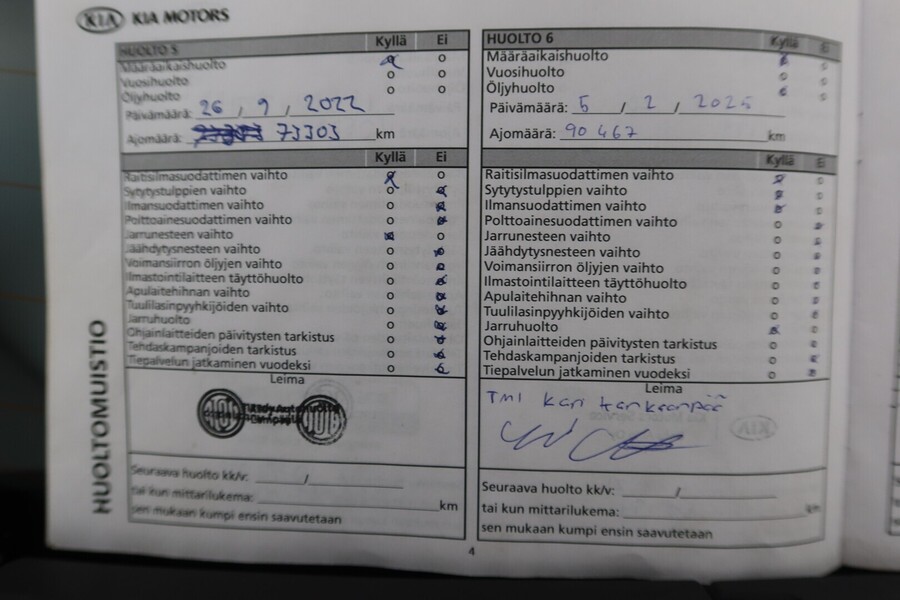 KIA KIA MOTORS
HUOLTO 5 Kyllä Ei
Määräaikaishuolto
Vuosihuolto
Öljyhuolto
Päivämäärä: 26 / 9 / 2022
Ajomäärä: 73303 km
Kyllä Ei
Raitisilmasuodattimen vaihto
Sytytystulppien vaihto
Ilmansuodattimen vaihto
Polttoainesuodattimen vaihto
Jarrunesteen vaihto
Jäähdytysnesteen vaihto
Voimansiirron öljyjen vaihto
Ilmastointilaitteen täyttöhuolto
Apulaitehihnan vaihto
Tuulilasinpyyhkijöiden vaihto
Jarruhuolto
Ohjainlaitteiden päivitysten tarkistus
Tehdaskampanjoiden tarkistus
Tiepalvelun jatkaminen vuodeksi
Leima
Seuraava huolto kk/v: /
tai kun mittarilukema: km
sen mukaan kumpi ensin saavutetaan
HUOLTO 6 Kyllä Ei
Määräaikaishuolto
Vuosihuolto
Öljyhuolto
Päivämäärä: 5 / 2 / 2025
Ajomäärä: 90 467 km
Kyllä Ei
Raitisilmasuodattimen vaihto
Sytytystulppien vaihto
Ilmansuodattimen vaihto
Polttoainesuodattimen vaihto
Jarrunesteen vaihto
Jäähdytysnesteen vaihto
Voimansiirron öljyjen vaihto
Ilmastointilaitteen täyttöhuolto
Apulaitehihnan vaihto
Tuulilasinpyyhkijöiden vaihto
Jarruhuolto
Ohjainlaitteiden päivitysten tarkistus
Tehdaskampanjoiden tarkistus
Tiepalvelun jatkaminen vuodeksi
Leima
TMI Kari Kankaanpää
Seuraava huolto kk/v: /
tai kun mittarilukema: km
sen mukaan kumpi ensin saavutetaan
HUOLTOMUISTIO
4